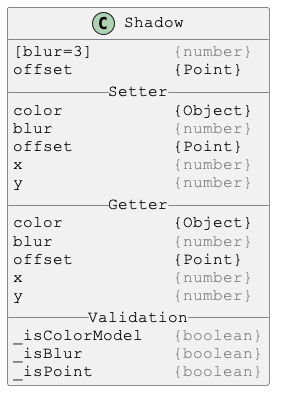 C Shadow
[blur=3] {number}
offset {Point}
Setter
color {Object}
blur {number}
offset {Point}
x {number}
y {number}
Getter
color {Object}
blur {number}
offset {Point}
x {number}
y {number}
Validation
_isColorModel {boolean}
_isBlur {boolean}
_isPoint {boolean}